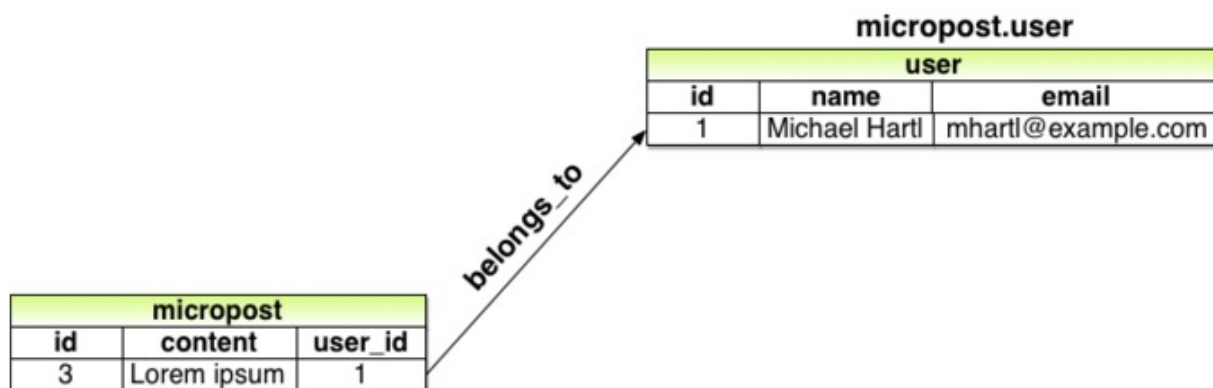 micropost.user
user
id name email
1 Michael Hartl mhartl@example.com
belongs_to
micropost
id content user_id
3 Lorem ipsum 1